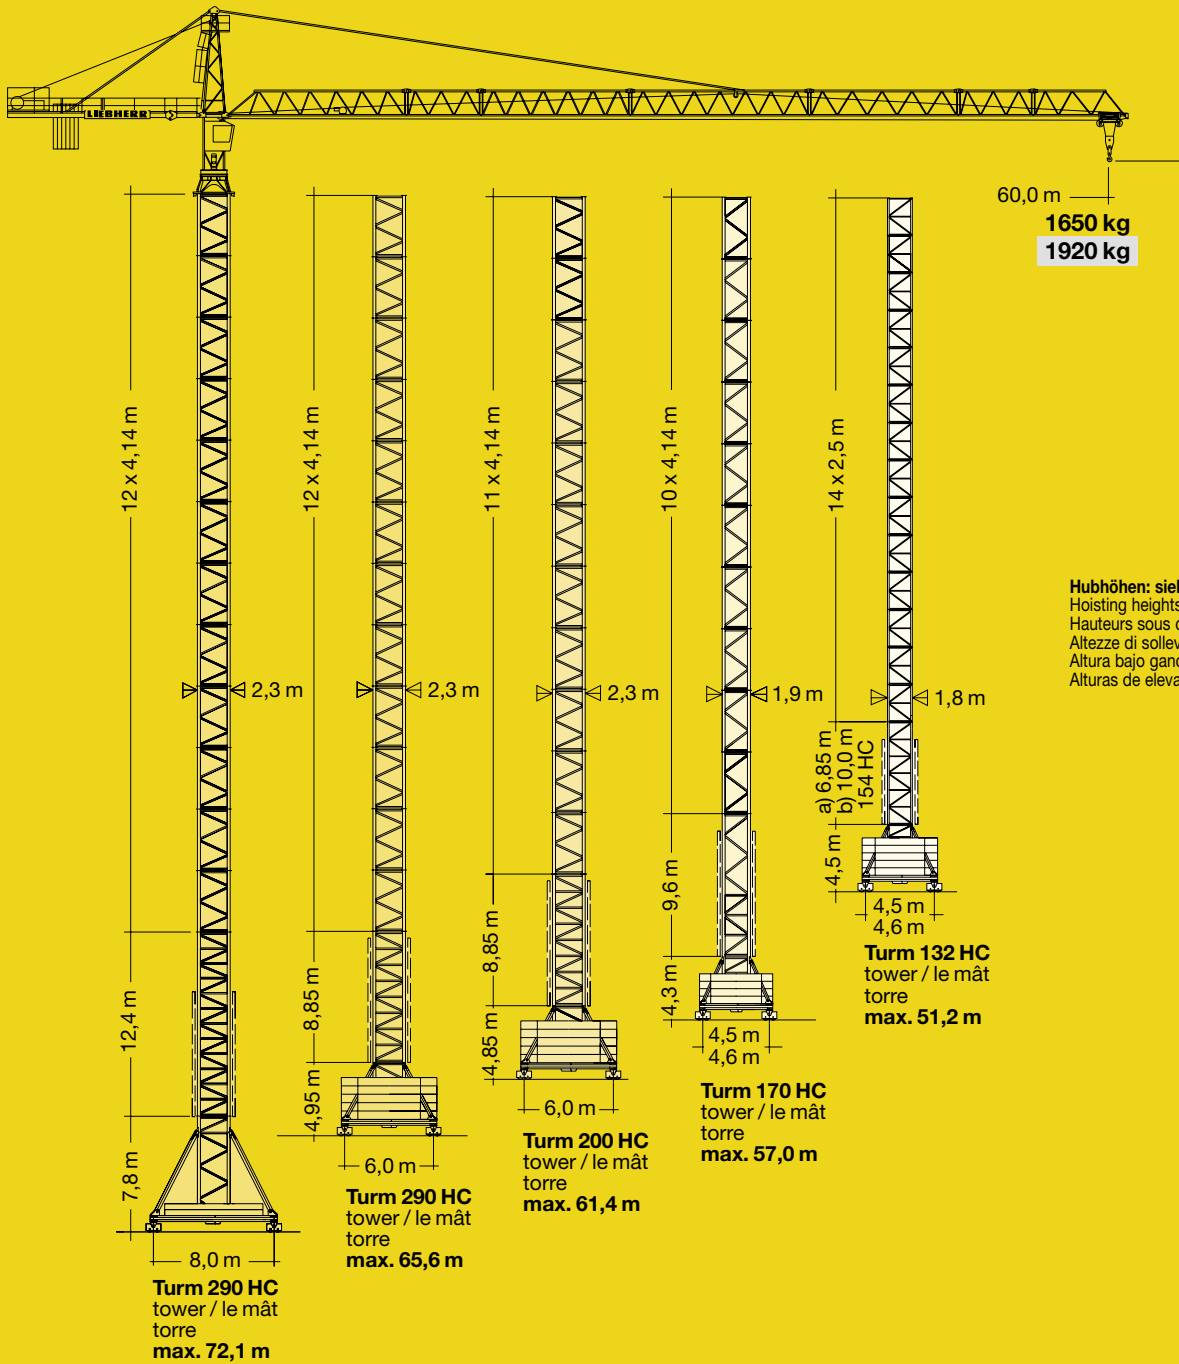 LIEBHERR
60,0 m
1650 kg
1920 kg
12 x 4,14 m
12,4 m
7,8 m
2,3 m
8,0 m
Turm 290 HC
tower / le mât
torre
max. 72,1 m
12 x 4,14 m
8,85 m
4,95 m
2,3 m
6,0 m
Turm 290 HC
tower / le mât
torre
max. 65,6 m
11 x 4,14 m
8,85 m
4,85 m
2,3 m
6,0 m
Turm 200 HC
tower / le mât
torre
max. 61,4 m
10 x 4,14 m
9,6 m
4,3 m
1,9 m
4,5 m
4,6 m
Turm 170 HC
tower / le mât
torre
max. 57,0 m
14 x 2,5 m
a) 6,85 m
b) 10,0 m
154 HC
4,5 m
1,8 m
4,5 m
4,6 m
Turm 132 HC
tower / le mât
torre
max. 51,2 m
Hubhöhen:
Hoisting heights
Hauteurs sous
Altezze di
Altura bajo
Alturas de